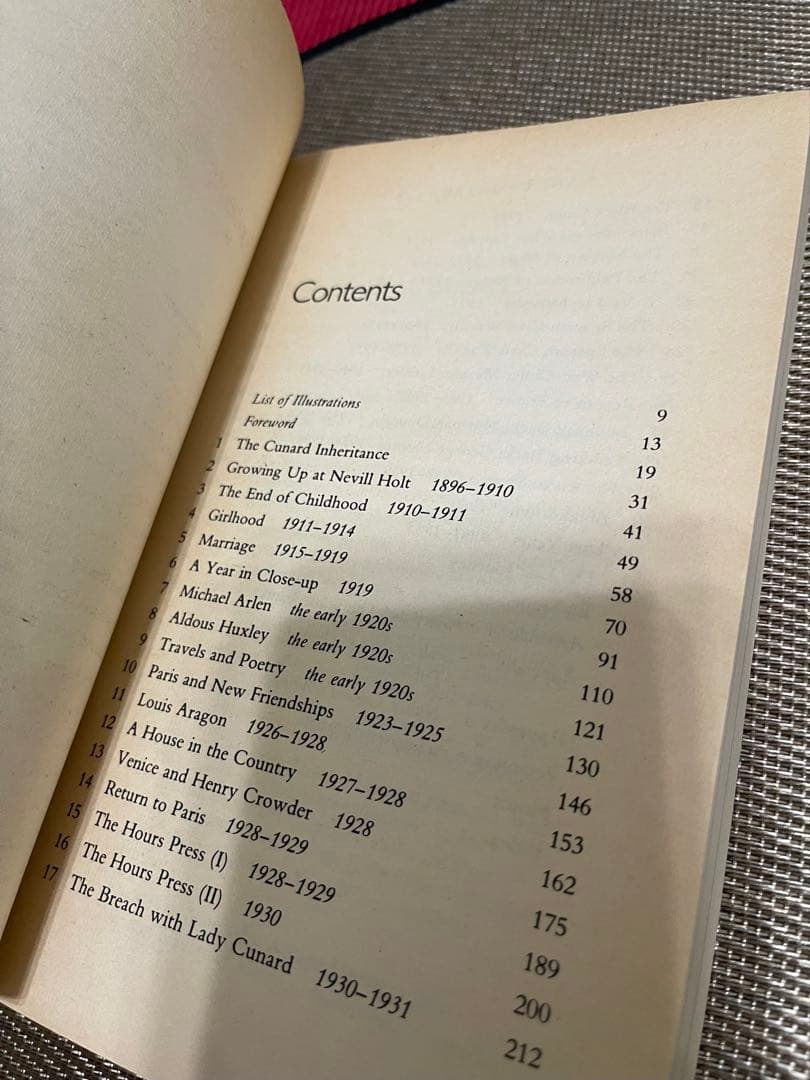 Contents
List of Illustrations 9
Foreword 13
1 The Cunard Inheritance 19
2 Growing Up at Nevill Holt 1896–1910 31
3 The End of Childhood 1910–1911 41
4 Girlhood 1911–1914 49
5 Marriage 1915–1919 58
6 A Year in Close-up 1919 70
7 Michael Arlen the early 1920s 91
8 Aldous Huxley the early 1920s 110
9 Travels and Poetry the early 1920s 121
10 Paris and New Friendships 1923–1925 130
11 Louis Aragon 1926–1928 146
12 A House in the Country 1927–1928 153
13 Venice and Henry Crowder 1928 162
14 Return to Paris 1928–1929 175
15 The Hours Press (I) 1928–1929 189
16 The Hours Press (II) 1930 200
17 The Breach with Lady Cunard 1930–1931 212